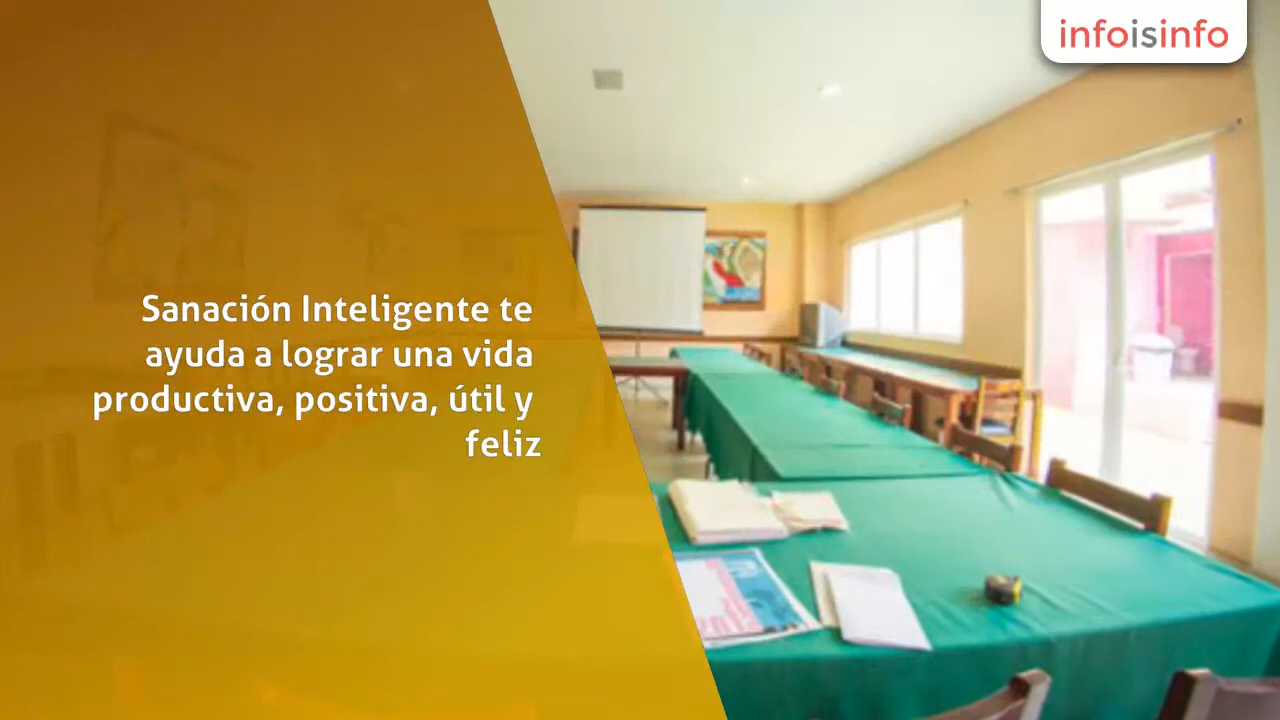 infoisinfo
Sanación Inteligente te
ayuda a lograr una vida
productiva, positiva, útil y
feliz